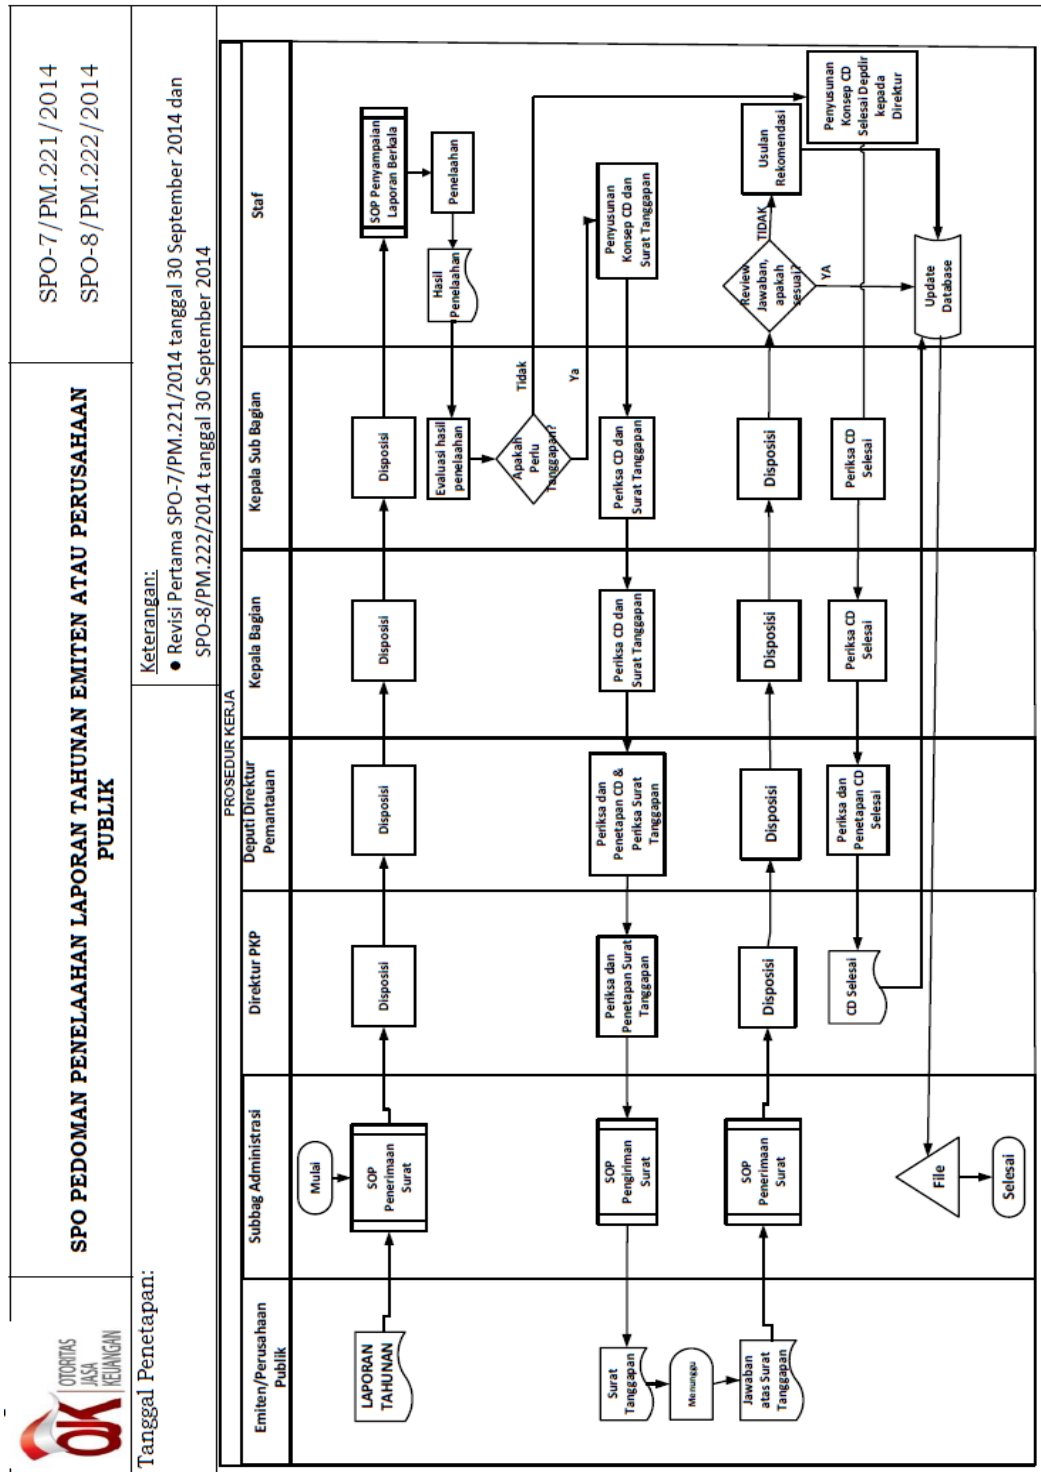 OTORITAS
JASA
KEUANGAN
SPO PEDOMAN PENELAAHAN LAPORAN TAHUNAN EMITEN ATAU PERUSAHAAN
PUBLIK
SPO-7/PM.221/2014
SPO-8/PM.222/2014
Tanggal Penetapan:
Keterangan:
● Revisi Pertama SPO-7/PM.221/2014 tanggal 30 September 2014 dan
SPO-8/PM.222/2014 tanggal 30 September 2014
PROSEDUR KERJA
Emiten/Perusahaan
Publik
Subbag Administrasi
Direktur PKP
Deputi Direktur
Pemantauan
Kepala Bagian
Kepala Sub Bagian
Staf
Mulai
LAPORAN
TAHUNAN
SOP
Penerimaan
Surat
Disposisi
Disposisi
Disposisi
Disposisi
SOP Penyampaian
Laporan Berkala
Penelaahan
Hasil
Penelaahan
Evaluasi hasil
penelaahan
Apakah
Perlu
Tanggapan?
Tidak
Ya
Penyusunan
Konsep CD dan
Surat Tanggapan
Periksa CD dan
Surat Tanggapan
Periksa CD dan
Surat Tanggapan
Periksa dan
Penetapan CD &
Periksa Surat
Tanggapan
Periksa dan
Penetapan Surat
Tanggapan
SOP
Pengiriman
Surat
Surat
Tanggapan
Menunggu
Jawaban
atas Surat
Tanggapan
SOP
Penerimaan
Surat
Disposisi
Disposisi
Disposisi
Disposisi
Review
Jawaban,
apakah
sesuai?
TIDAK
YA
Usulan
Rekomendasi
Penyusunan
Konsep CD
Selesai Depdir
kepada
Direktur
Periksa CD
Selesai
Periksa CD
Selesai
Periksa dan
Penetapan CD
Selesai
CD Selesai
Update
Database
File
Selesai